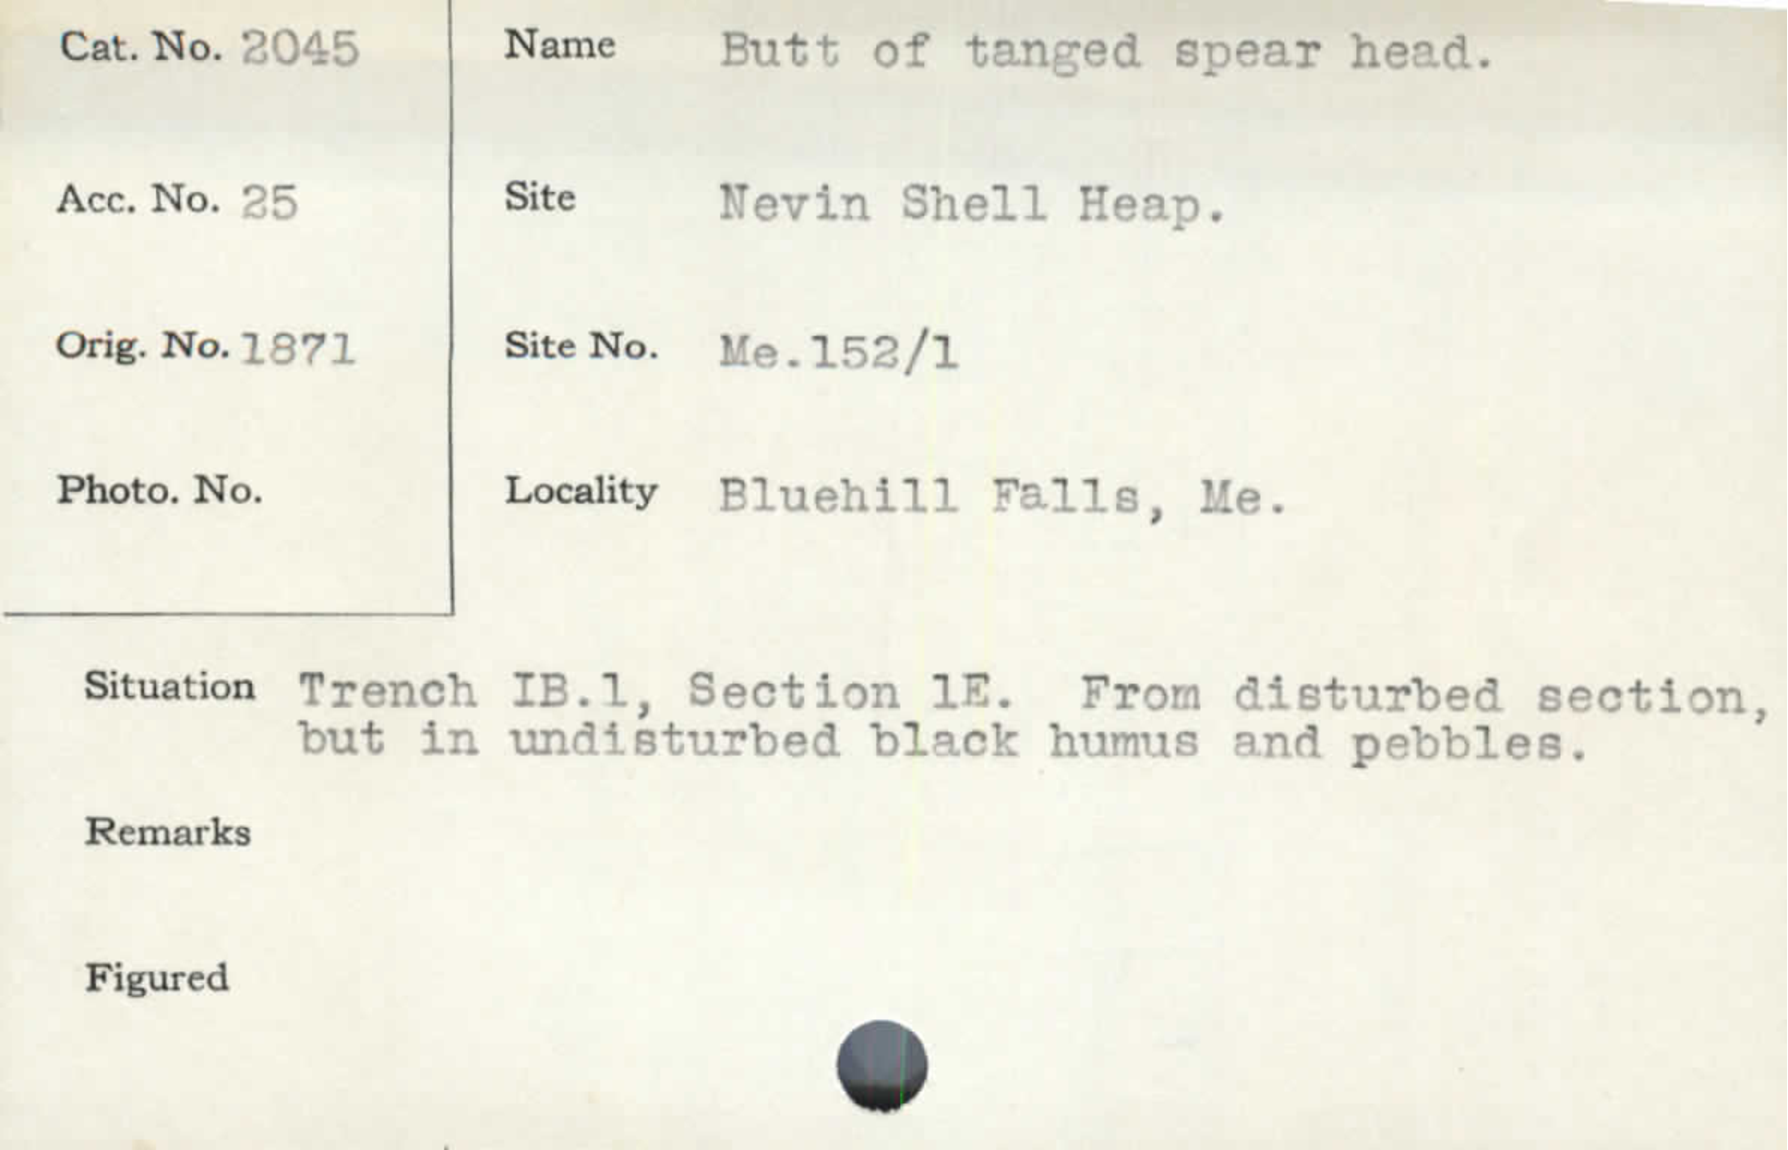 Cat. No. 2045
Name Butt of tanged spear head.
Acc. No. 25
Site Nevin Shell Heap.
Orig. No. 1871
Site No. Me.152/1
Photo. No.
Locality Bluehill Falls, Me.
Situation Trench IB.1, Section 1E. From disturbed section,
but in undisturbed black humus and pebbles.
Remarks
Figured